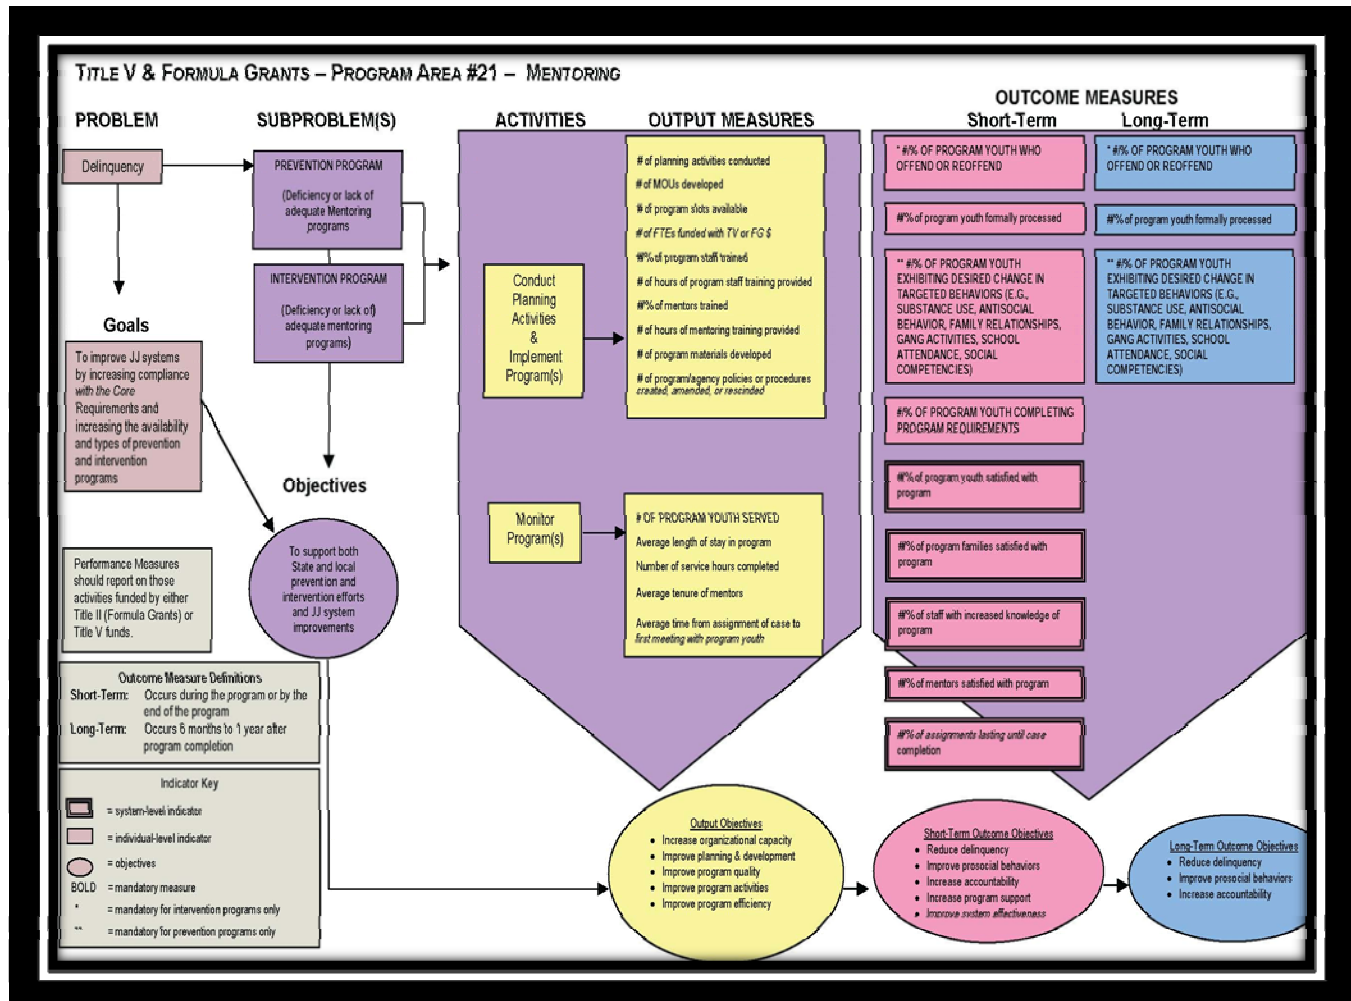 TITLE V & FORMULA GRANTS – PROGRAM AREA #21 – MENTORING
PROBLEM
SUBPROBLEM(S)
ACTIVITIES
OUTPUT MEASURES
OUTCOME MEASURES
Short-Term
Long-Term
Delinquency
PREVENTION PROGRAM
(Deficiency or lack of
adequate Mentoring
programs)
INTERVENTION PROGRAM
(Deficiency or lack of)
adequate mentoring
programs)
Goals
To improve JJ systems
by increasing compliance
with the Core
Requirements and
increasing the availability
and types of prevention
and intervention
programs
Objectives
To support both
State and local
prevention and
intervention efforts
and JJ system
improvements
Performance Measures
should report on those
activities funded by either
Title II (Formula Grants) or
Title V funds.
Outcome Measure Definitions
Short-Term: Occurs during the program or by the
end of the program
Long-Term: Occurs 6 months to 1 year after
program completion
Indicator Key
= system-level indicator
= individual-level indicator
= objectives
BOLD = mandatory measure
* = mandatory for intervention programs only
** = mandatory for prevention programs only
Conduct
Planning
Activities
&
Implement
Program(s)
# of planning activities conducted
# of MOUs developed
# of program slots available
# of FTEs funded with TV or FG $
#/% of program staff trained
# of hours of program staff training provided
#/% of mentors trained
# of hours of mentoring training provided
# of program materials developed
# of program/agency policies or procedures
created, amended, or rescinded
Monitor
Program(s)
# OF PROGRAM YOUTH SERVED
Average length of stay in program
Number of service hours completed
Average tenure of mentors
Average time from assignment of case to
first meeting with program youth
* #/% OF PROGRAM YOUTH WHO
OFFEND OR REOFFEND
#/% of program youth formally processed
** #/% OF PROGRAM YOUTH
EXHIBITING DESIRED CHANGE IN
TARGETED BEHAVIORS (E.G.,
SUBSTANCE USE, ANTISOCIAL
BEHAVIOR, FAMILY RELATIONSHIPS,
GANG ACTIVITIES, SCHOOL
ATTENDANCE, SOCIAL
COMPETENCIES)
#/% OF PROGRAM YOUTH COMPLETING
PROGRAM REQUIREMENTS
#/% of program youth satisfied with
program
#/% of program families satisfied with
program
#/% of staff with increased knowledge of
program
#/% of mentors satisfied with program
#/% of assignments lasting until case
completion
* #/% OF PROGRAM YOUTH WHO
OFFEND OR REOFFEND
#/% of program youth formally processed
** #/% OF PROGRAM YOUTH
EXHIBITING DESIRED CHANGE IN
TARGETED BEHAVIORS (E.G.,
SUBSTANCE USE, ANTISOCIAL
BEHAVIOR, FAMILY RELATIONSHIPS,
GANG ACTIVITIES, SCHOOL
ATTENDANCE, SOCIAL
COMPETENCIES)
Output Objectives
• Increase organizational capacity
• Improve planning & development
• Improve program quality
• Improve program activities
• Improve program efficiency
Short-Term Outcome Objectives
• Reduce delinquency
• Improve prosocial behaviors
• Increase accountability
• Increase program support
• Improve system effectiveness
Long-Term Outcome Objectives
• Reduce delinquency
• Improve prosocial behaviors
• Increase accountability